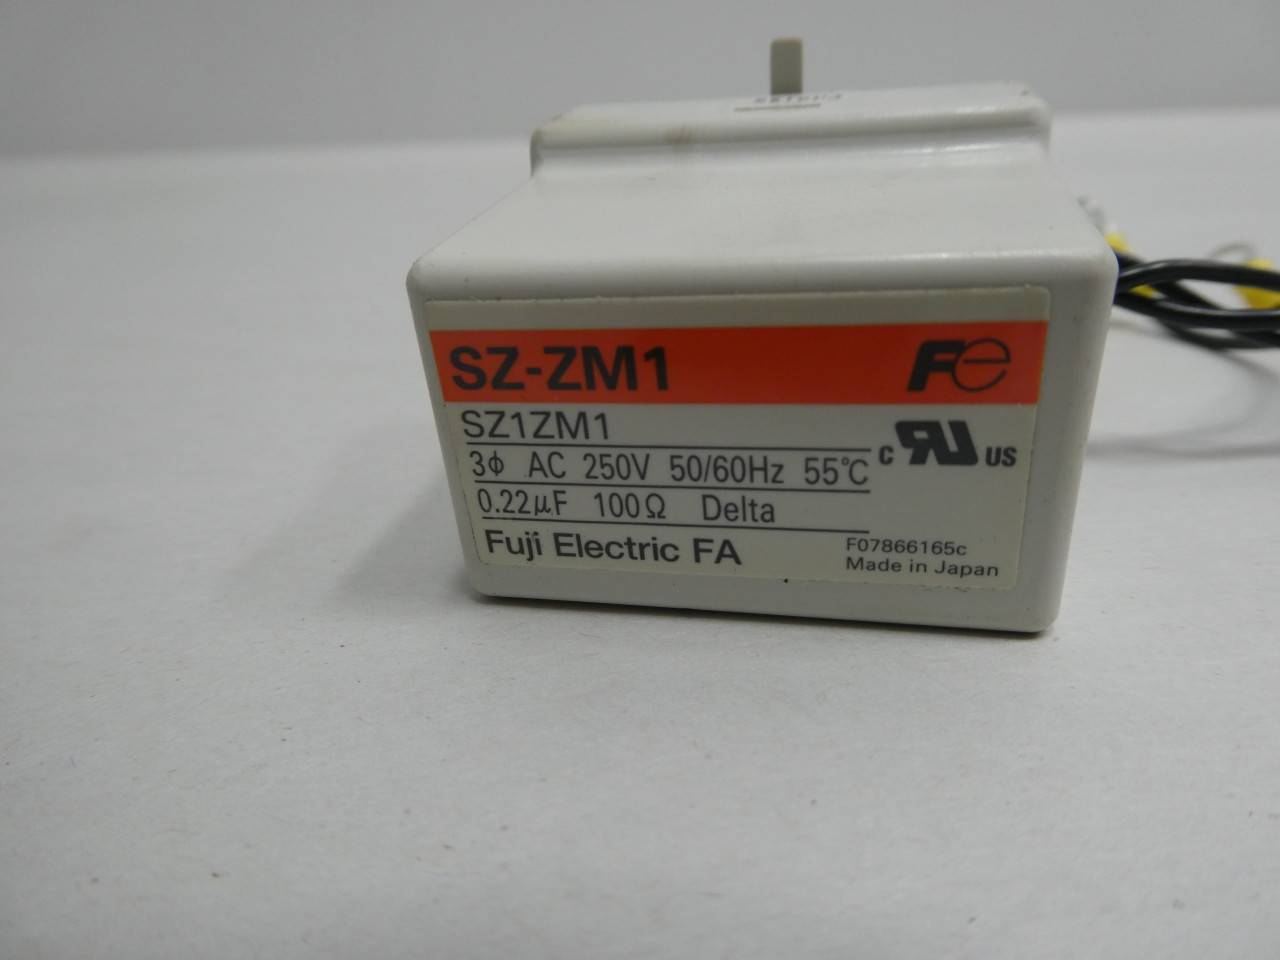 SZ-ZM1 Fe
SZ1ZM1
c RU US
3Φ AC 250V 50/60Hz 55℃
0.22μF 100Ω Delta
Fuji Electric FA
F07866165c
Made in Japan